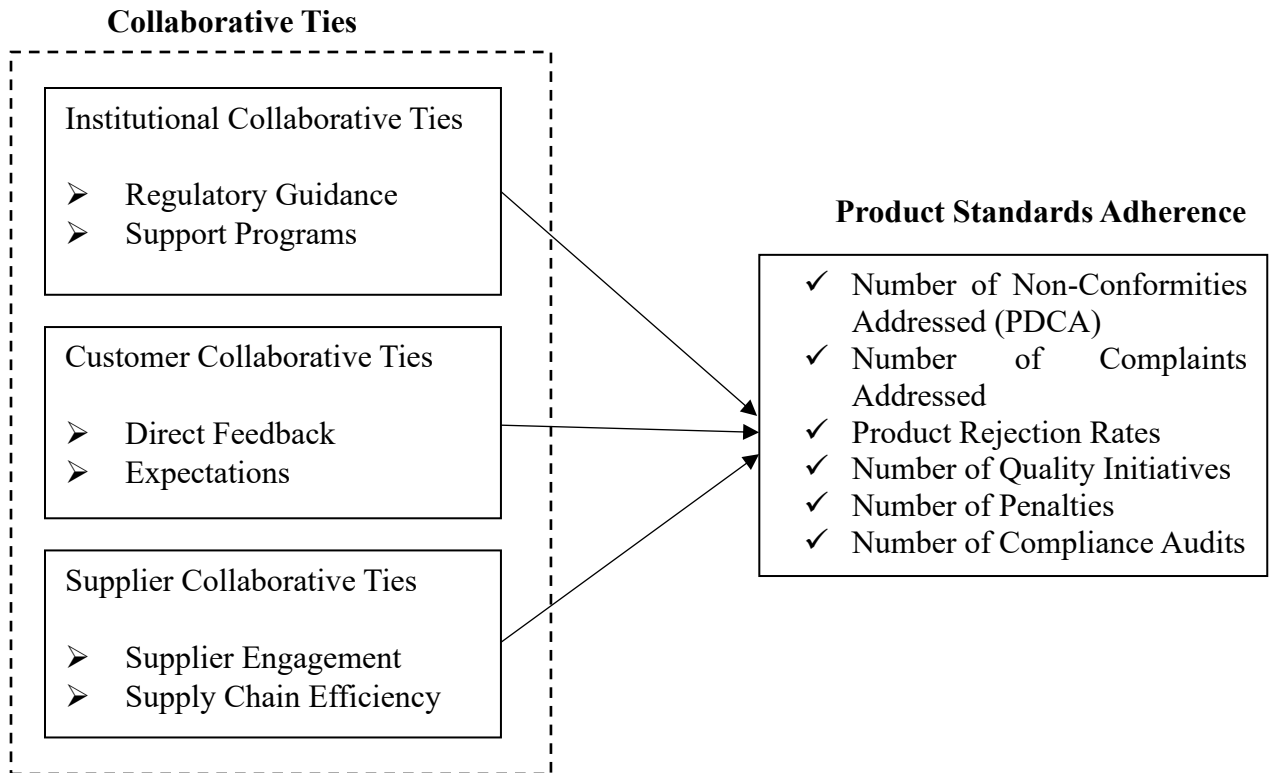 Collaborative Ties
Institutional Collaborative Ties
➢ Regulatory Guidance
➢ Support Programs
Customer Collaborative Ties
➢ Direct Feedback
➢ Expectations
Supplier Collaborative Ties
➢ Supplier Engagement
➢ Supply Chain Efficiency
Product Standards Adherence
✓ Number of Non-Conformities
Addressed (PDCA)
✓ Number of Complaints
Addressed
✓ Product Rejection Rates
✓ Number of Quality Initiatives
✓ Number of Penalties
✓ Number of Compliance Audits